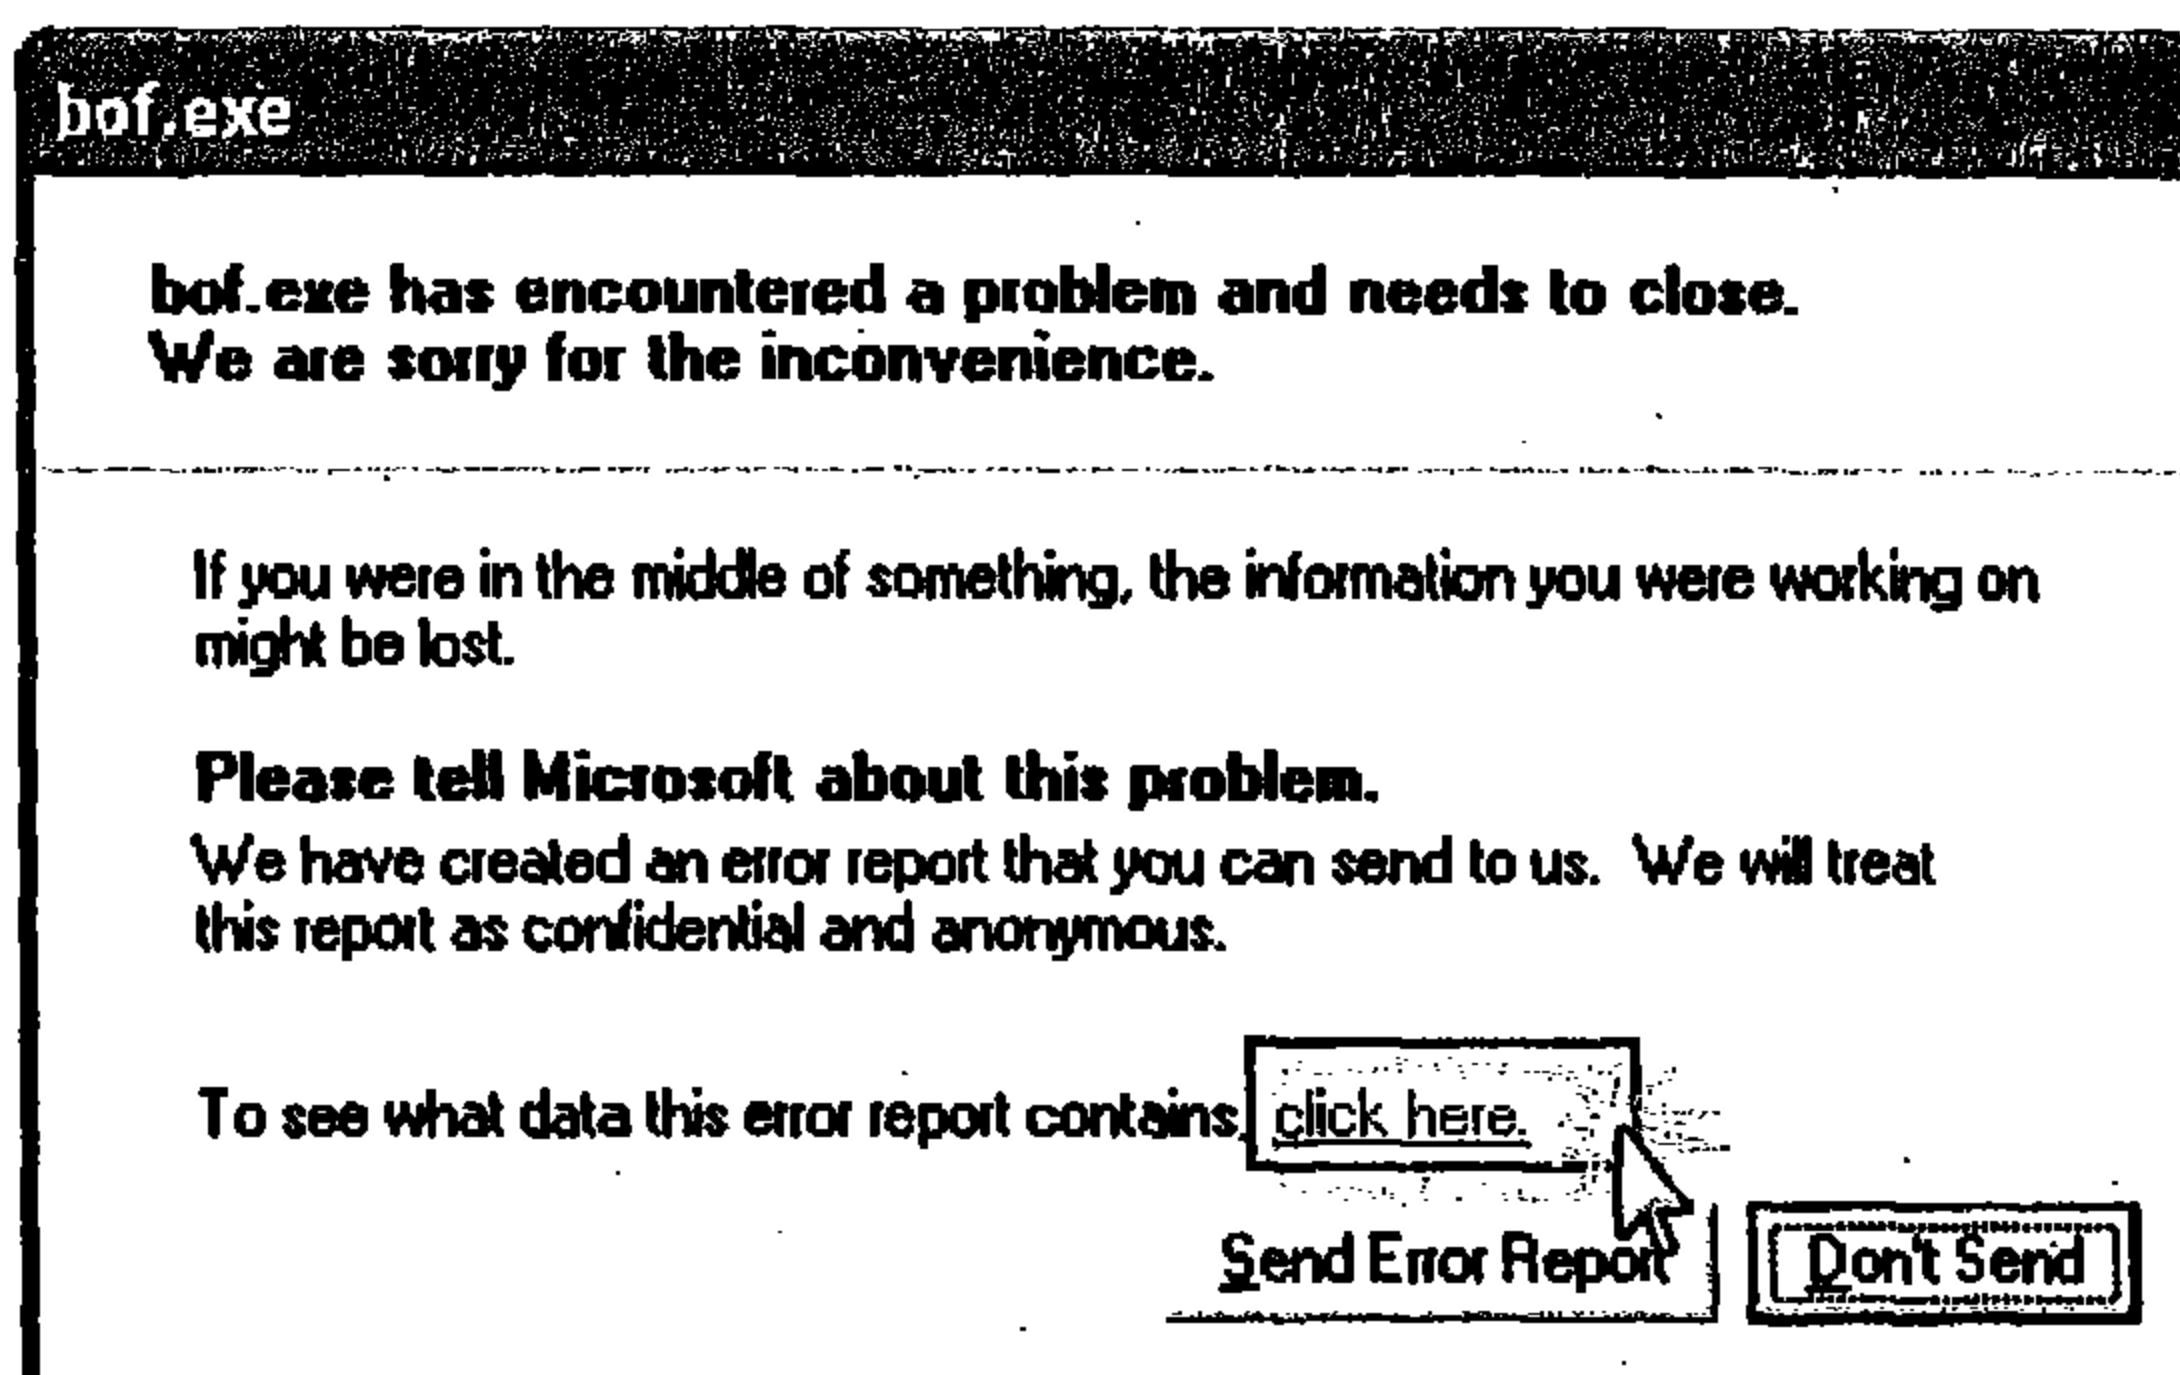 bof.exe
bof.exe has encountered a problem and needs to close.
We are sorry for the inconvenience.
If you were in the middle of something, the information you were working on
might be lost.
Please tell Microsoft about this problem.
We have created an error report that you can send to us. We will treat
this report as confidential and anonymous.
To see what data this error report contains, click here.
Send Error Report Don't Send